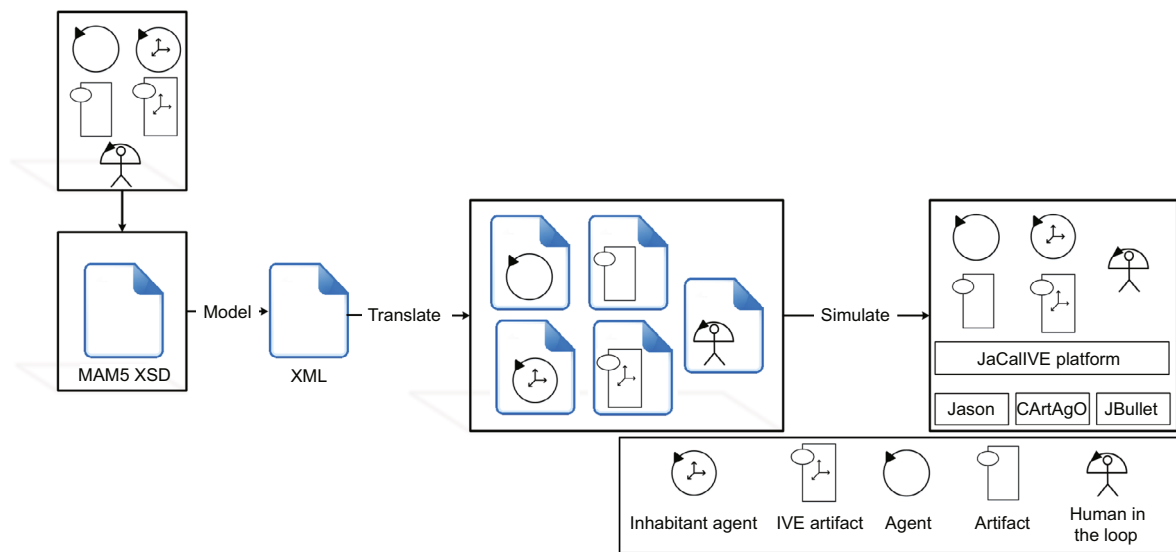 MAM5 XSD
Model
XML
Translate
Simulate
JaCalIVE platform
Jason
CArtAgO
JBullet
Inhabitant agent
IVE artifact
Agent
Artifact
Human in
the loop